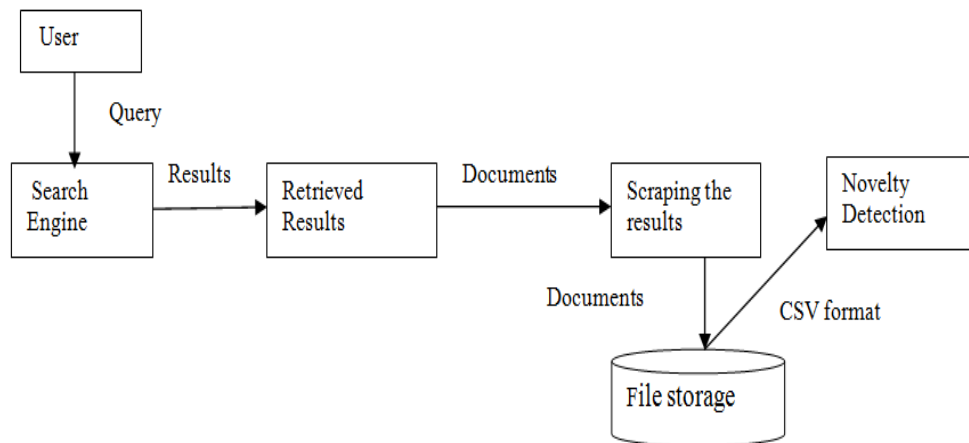 User
Query
Search
Engine
Results
Retrieved
Results
Documents
Scraping the
results
Novelty
Detection
Documents
CSV format
File storage